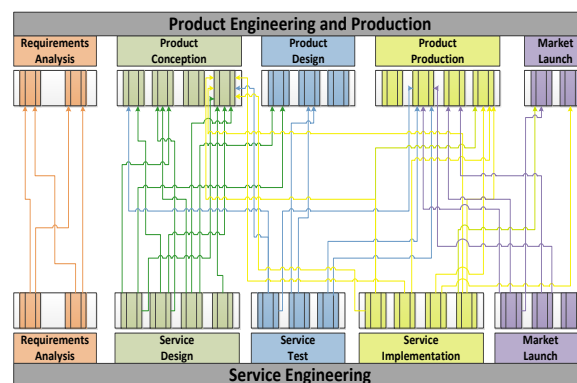 Product Engineering and Production
Requirements
Analysis
Product
Conception
Product
Design
Product
Production
Market
Launch
Requirements
Analysis
Service
Design
Service
Test
Service
Implementation
Market
Launch
Service Engineering